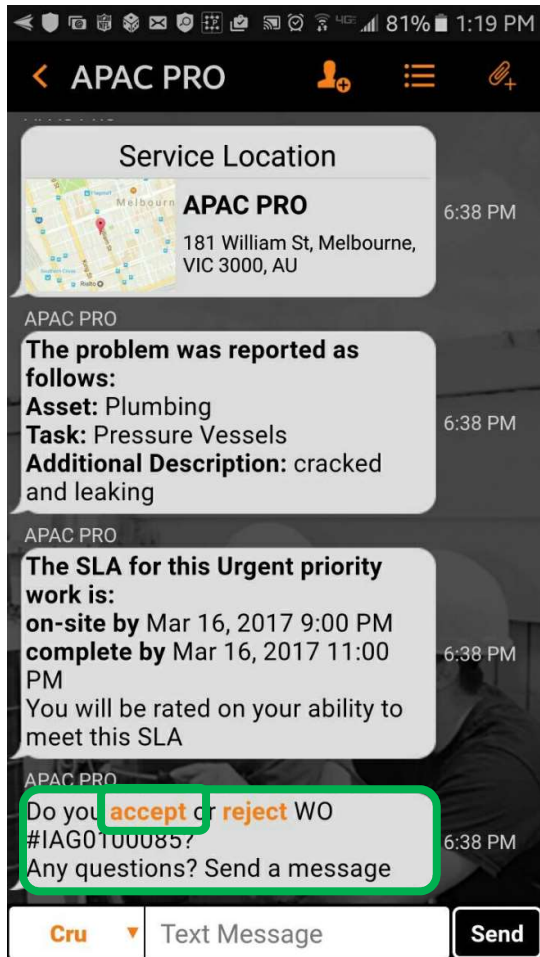 4G 81% 1:19 PM
APAC PRO
Service Location
Melbourn
APAC PRO
181 William St, Melbourne,
VIC 3000, AU
6:38 PM
APAC PRO
The problem was reported as
follows:
Asset: Plumbing
Task: Pressure Vessels
Additional Description: cracked
and leaking
6:38 PM
APAC PRO
The SLA for this Urgent priority
work is:
on-site by Mar 16, 2017 9:00 PM
complete by Mar 16, 2017 11:00
PM
You will be rated on your ability to
meet this SLA
6:38 PM
APAC PRO
Do you accept or reject WO
#IAG0100085?
Any questions? Send a message
6:38 PM
Cru Text Message Send